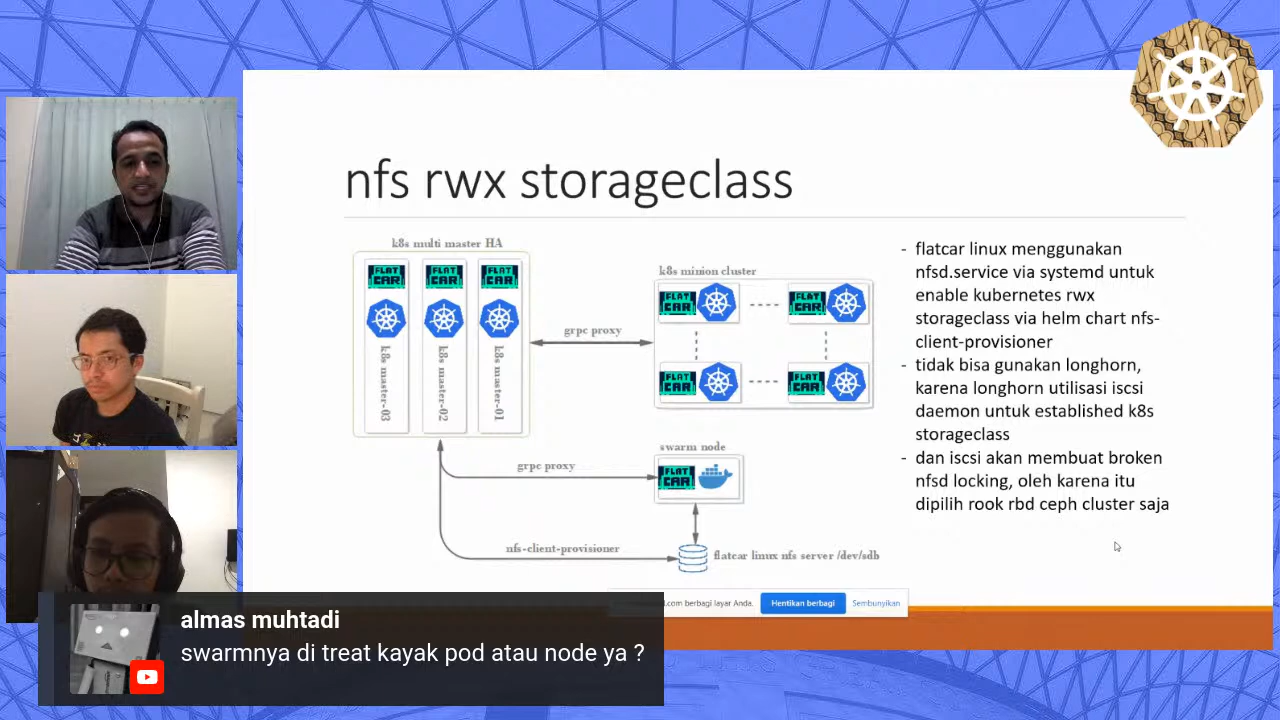 nfs rwx storageclass
k8s multi master HA
FLAT CAR
FLAT CAR
FLAT CAR
k8s master-03
k8s master-02
k8s master-01
grpc proxy
k8s minion cluster
FLAT CAR
FLAT CAR
FLAT CAR
FLAT CAR
swarm node
grpc proxy
FLAT CAR
nfs-client-provisioner
flatcar linux nfs server /dev/sdb
- flatcar linux menggunakan
nfsd.service via systemd untuk
enable kubernetes rwx
storageclass via helm chart nfs-
client-provisioner
- tidak bisa gunakan longhorn,
karena longhorn utilisasi iscsi
daemon untuk established k8s
storageclass
- dan iscsi akan membuat broken
nfsd locking, oleh karena itu
dipilih rook rbd ceph cluster saja
.com berbagi layar Anda.
Hentikan berbagi
Sembunyikan
almas muhtadi
swarmnya di treat kayak pod atau node ya ?